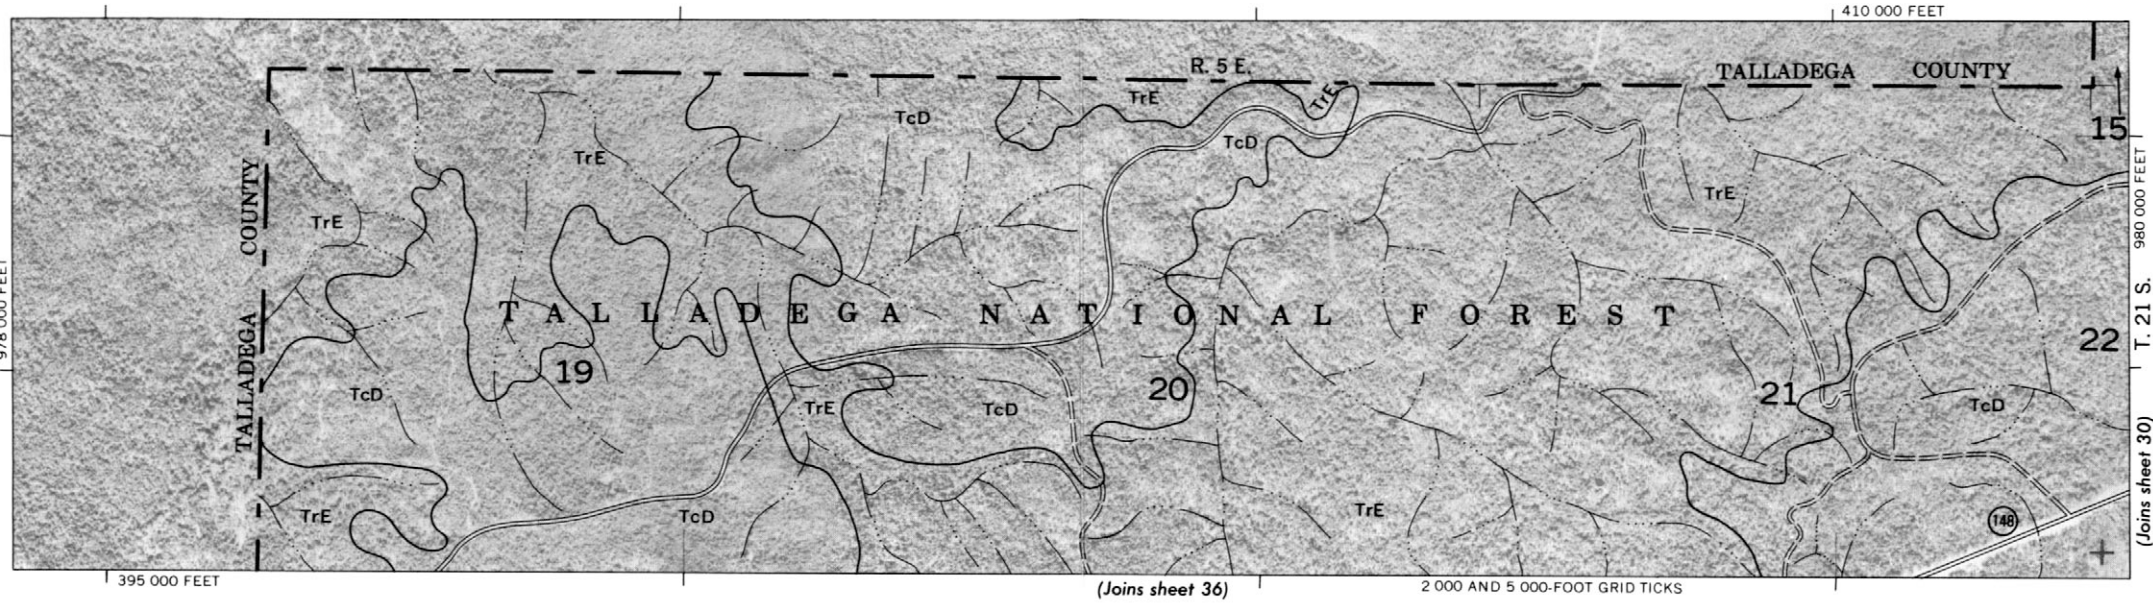 410 000 FEET
R. 5 E.
TALLADEGA COUNTY
TrE
TrE
TcD
15
TcD
TrE
COUNTY
TrE
TrE
980 000 FEET
978 000 FEET
TALLADEGA NATIONAL FOREST
T. 21 S.
TALLADEGA
22
19
20
21
TcD
TrE
TcD
TcD
(Joins sheet 30)
TrE
TcD
TrE
148
395 000 FEET
(Joins sheet 36)
2 000 AND 5 000-FOOT GRID TICKS